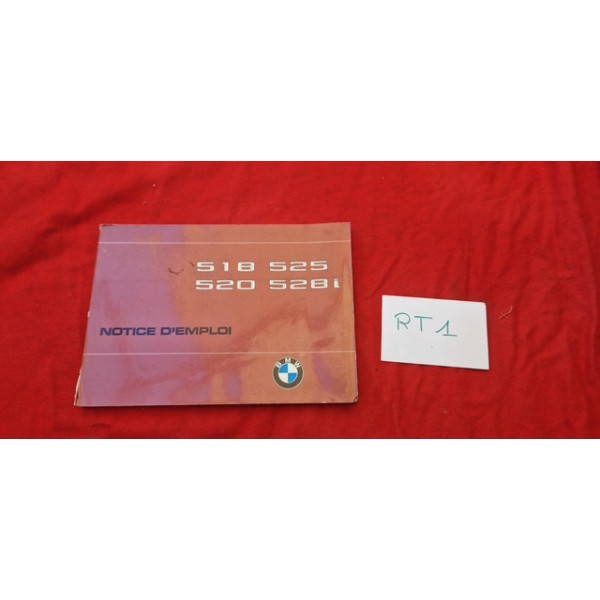 518 525
520 528i
NOTICE D'EMPLOI
BMW
RT1